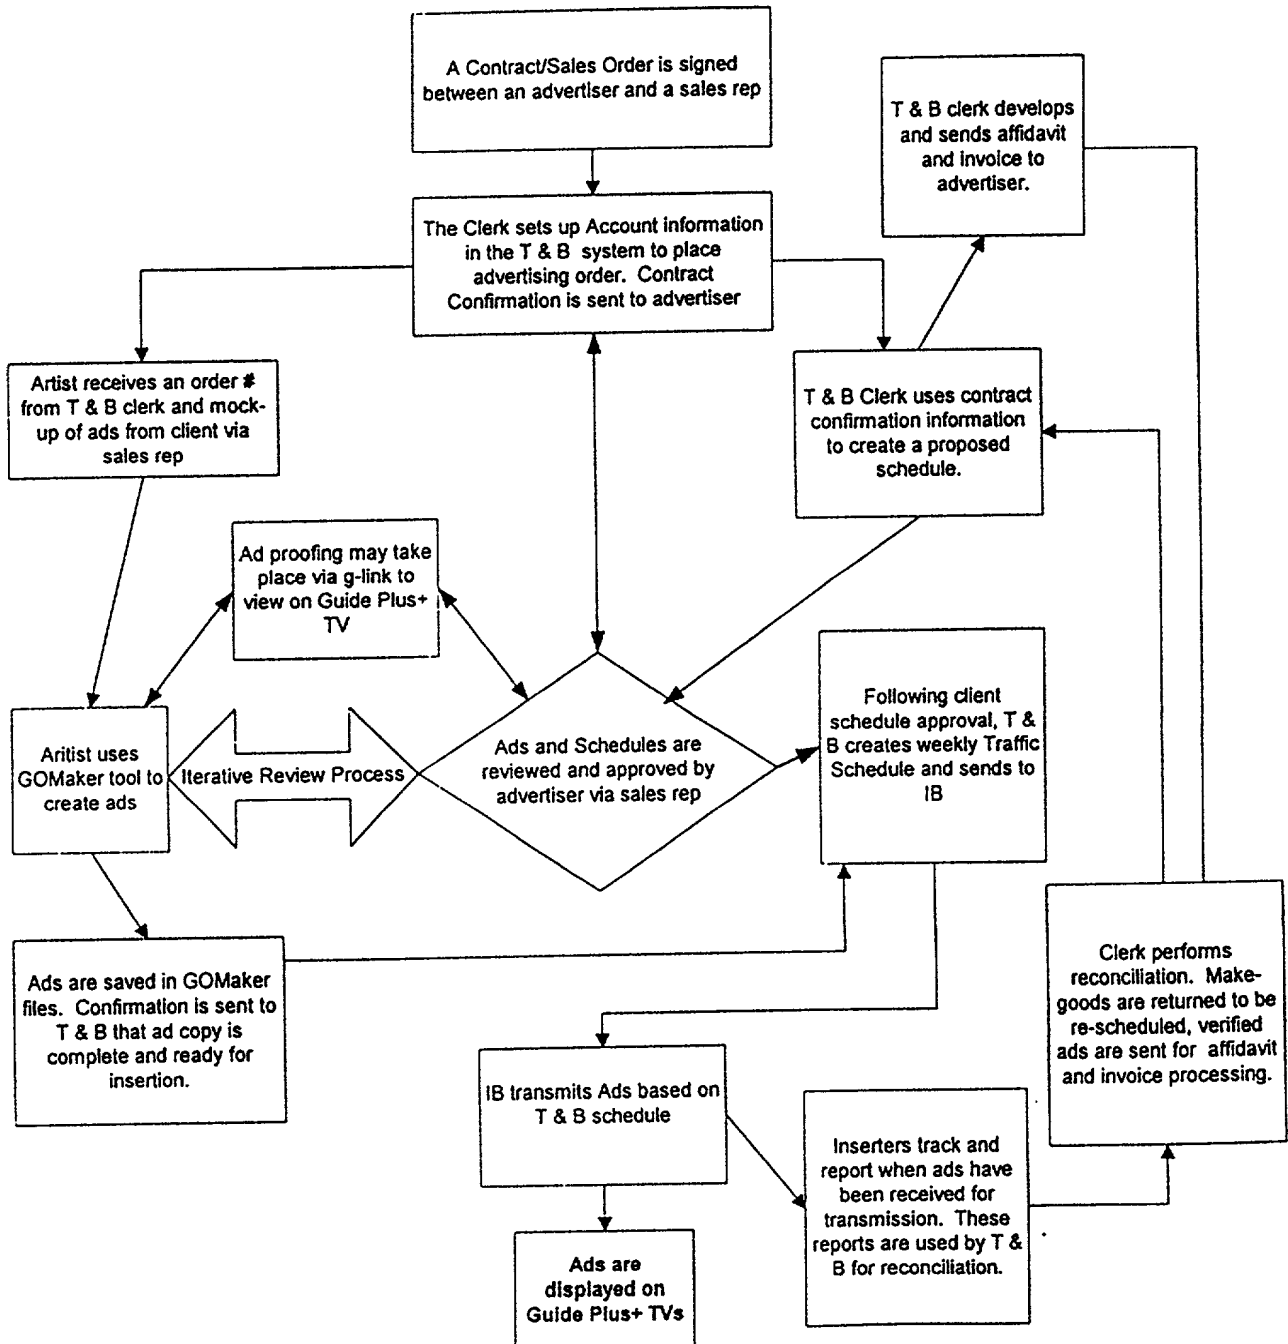 A Contract/Sales Order is signed
between an advertiser and a sales rep
T & B clerk develops
and sends affidavit
and invoice to
advertiser.
The Clerk sets up Account information
in the T & B system to place
advertising order. Contract
Confirmation is sent to advertiser
Artist receives an order #
from T & B clerk and mock-
up of ads from client via
sales rep
T & B Clerk uses contract
confirmation information
to create a proposed
schedule.
Ad proofing may take
place via g-link to
view on Guide Plus+
TV
Aritist uses
GOMaker tool to
create ads
Iterative Review Process
Ads and Schedules are
reviewed and approved by
advertiser via sales rep
Following client
schedule approval, T &
B creates weekly Traffic
Schedule and sends to
IB
Ads are saved in GOMaker
files. Confirmation is sent to
T & B that ad copy is
complete and ready for
insertion.
Clerk performs
reconciliation. Make-
goods are returned to be
re-scheduled, verified
ads are sent for affidavit
and invoice processing.
IB transmits Ads based on
T & B schedule
Inserters track and
report when ads have
been received for
transmission. These
reports are used by T &
B for reconciliation.
Ads are
displayed on
Guide Plus+ TVs